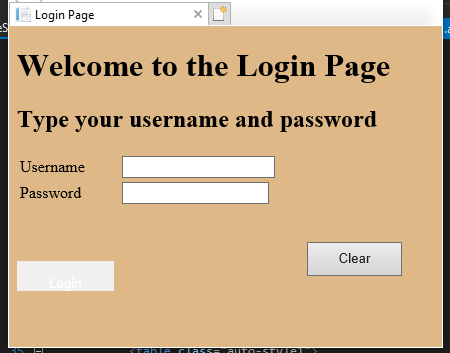 Login Page
Welcome to the Login Page
Type your username and password
Username
Password
Clear
Login
35
<table class="auto-style1">